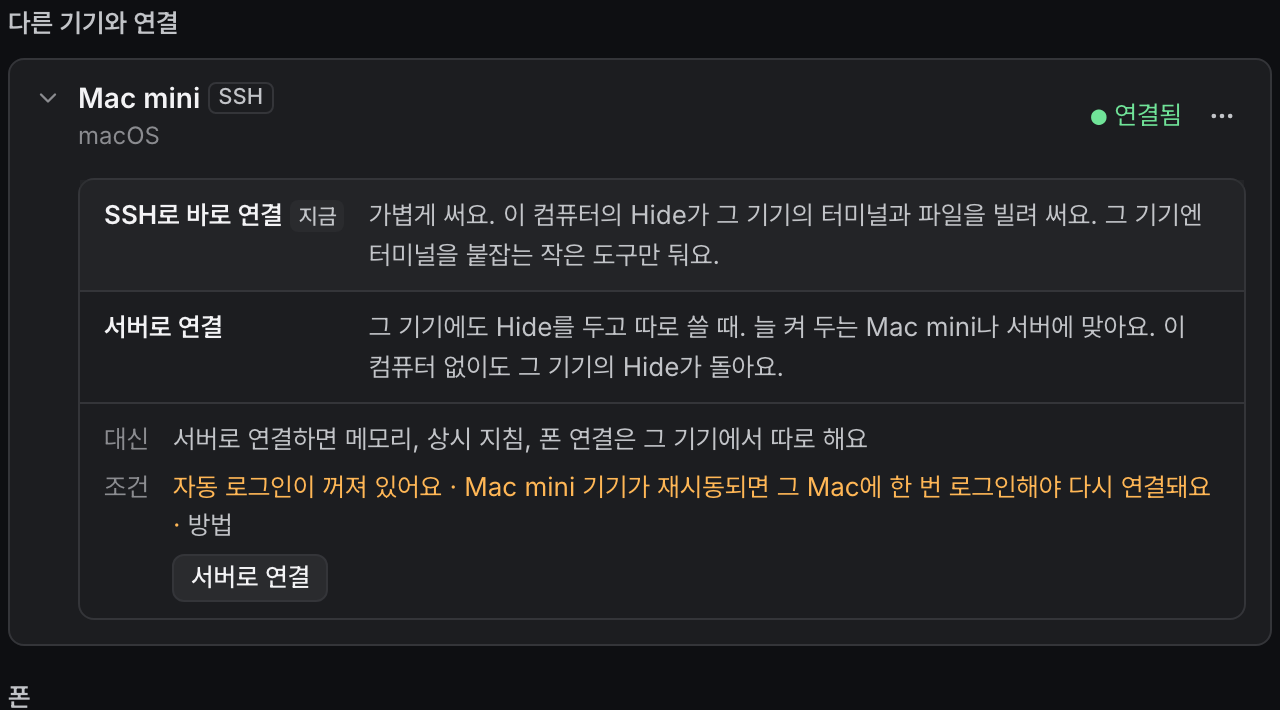 다른 기기와 연결
Mac mini SSH
macOS
연결됨 ...
SSH로 바로 연결 지금
가볍게 써요. 이 컴퓨터의 Hide가 그 기기의 터미널과 파일을 빌려 써요. 그 기기엔
터미널을 붙잡는 작은 도구만 둬요.
서버로 연결
그 기기에도 Hide를 두고 따로 쓸 때. 늘 켜 두는 Mac mini나 서버에 맞아요. 이
컴퓨터 없이도 그 기기의 Hide가 돌아요.
대신 서버로 연결하면 메모리, 상시 지침, 폰 연결은 그 기기에서 따로 해요
조건 자동 로그인이 꺼져 있어요 · Mac mini 기기가 재시동되면 그 Mac에 한 번 로그인해야 다시 연결돼요
· 방법
서버로 연결
폰